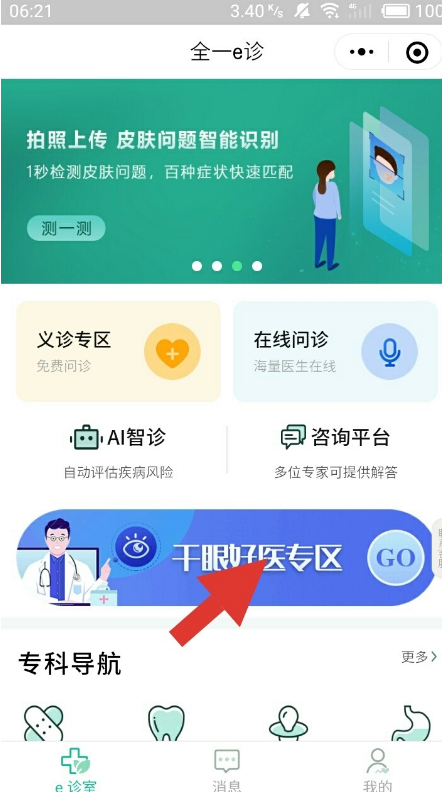 06:21 3.40 K/s 4G 100
全一e诊
拍照上传 皮肤问题智能识别
1秒检测皮肤问题，百种症状快速匹配
测一测
义诊专区
免费问诊
在线问诊
海量医生在线
AI智诊
自动评估疾病风险
咨询平台
多位专家可提供解答
干眼好医专区 GO
专科导航 更多
e 诊室 消息 我的